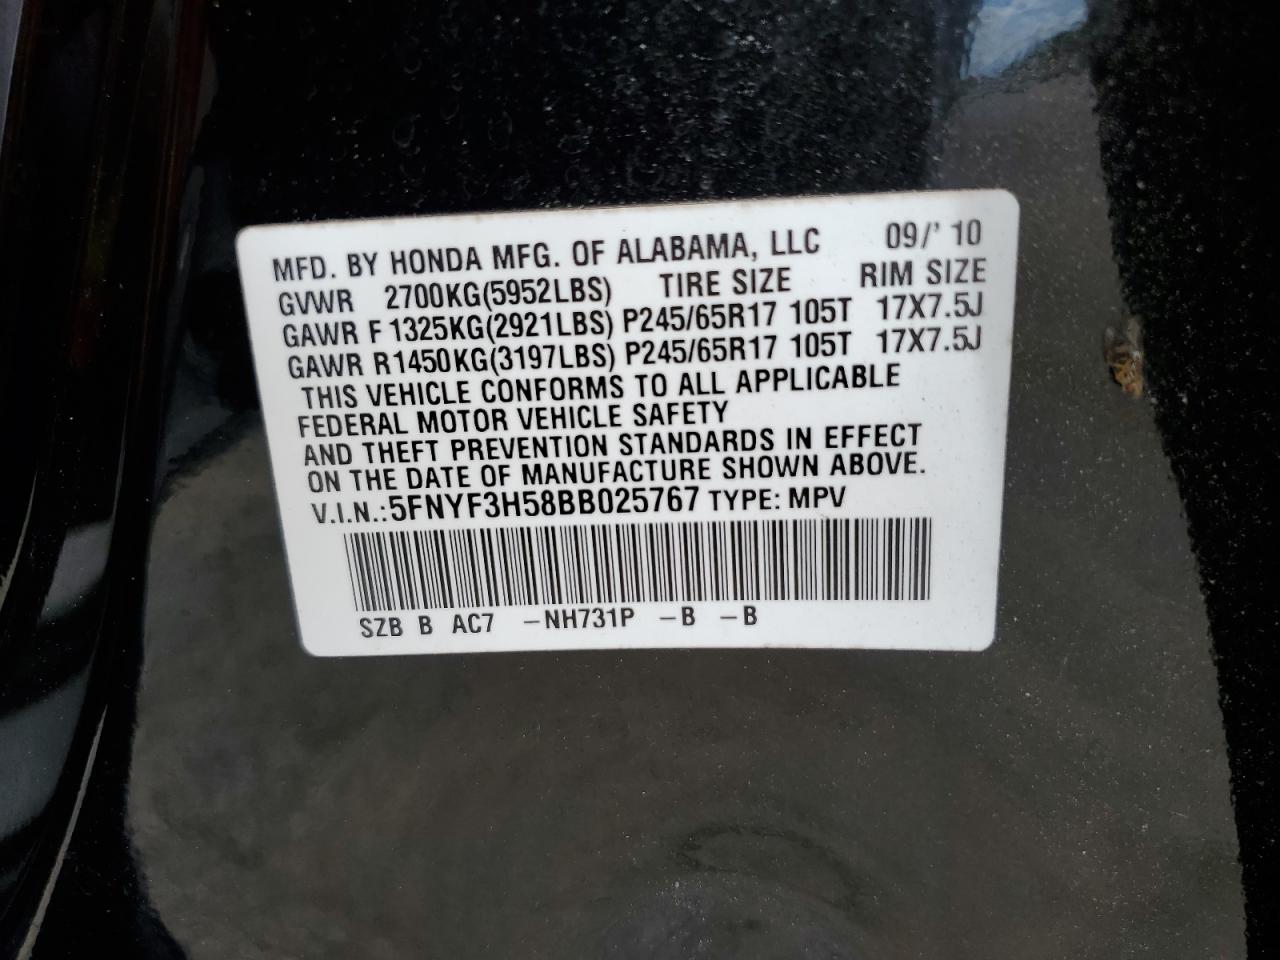 MFD. BY HONDA MFG. OF ALABAMA, LLC 09/' 10
GVWR 2700KG(5952LBS) TIRE SIZE RIM SIZE
GAWR F 1325KG(2921LBS) P245/65R17 105T 17X7.5J
GAWR R1450KG(3197LBS) P245/65R17 105T 17X7.5J
THIS VEHICLE CONFORMS TO ALL APPLICABLE
FEDERAL MOTOR VEHICLE SAFETY
AND THEFT PREVENTION STANDARDS IN EFFECT
ON THE DATE OF MANUFACTURE SHOWN ABOVE.
V.I.N.:5FNYF3H58BB025767 TYPE: MPV
SZB B AC7 -NH731P -B -B